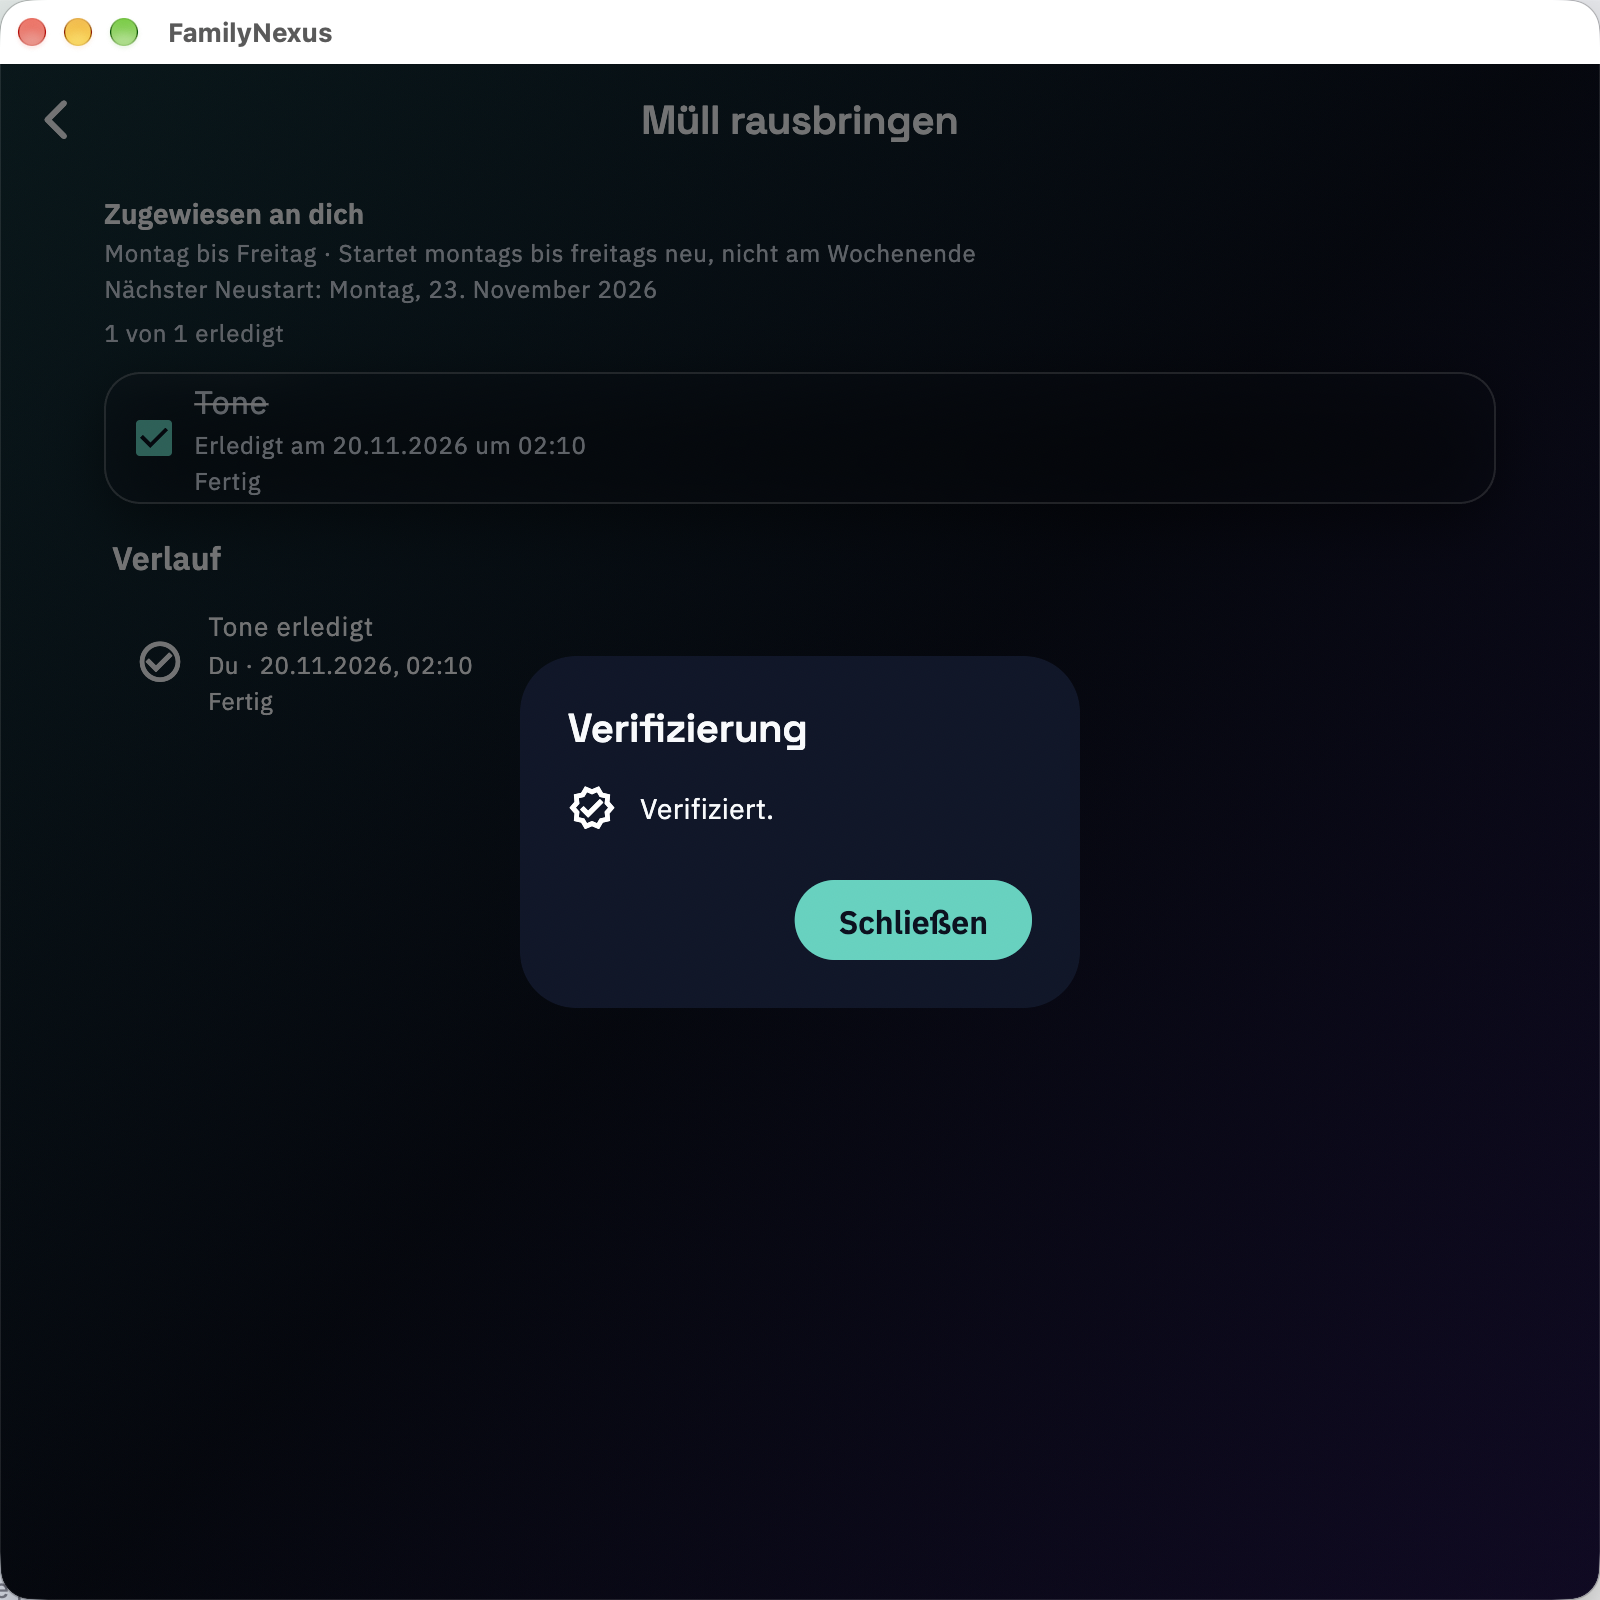 FamilyNexus
Müll rausbringen
Zugewiesen an dich
Montag bis Freitag · Startet montags bis freitags neu, nicht am Wochenende
Nächster Neustart: Montag, 23. November 2026
1 von 1 erledigt
Tone
Erledigt am 20.11.2026 um 02:10
Fertig
Verlauf
Tone erledigt
Du · 20.11.2026, 02:10
Fertig
Verifizierung
Verifiziert.
Schließen